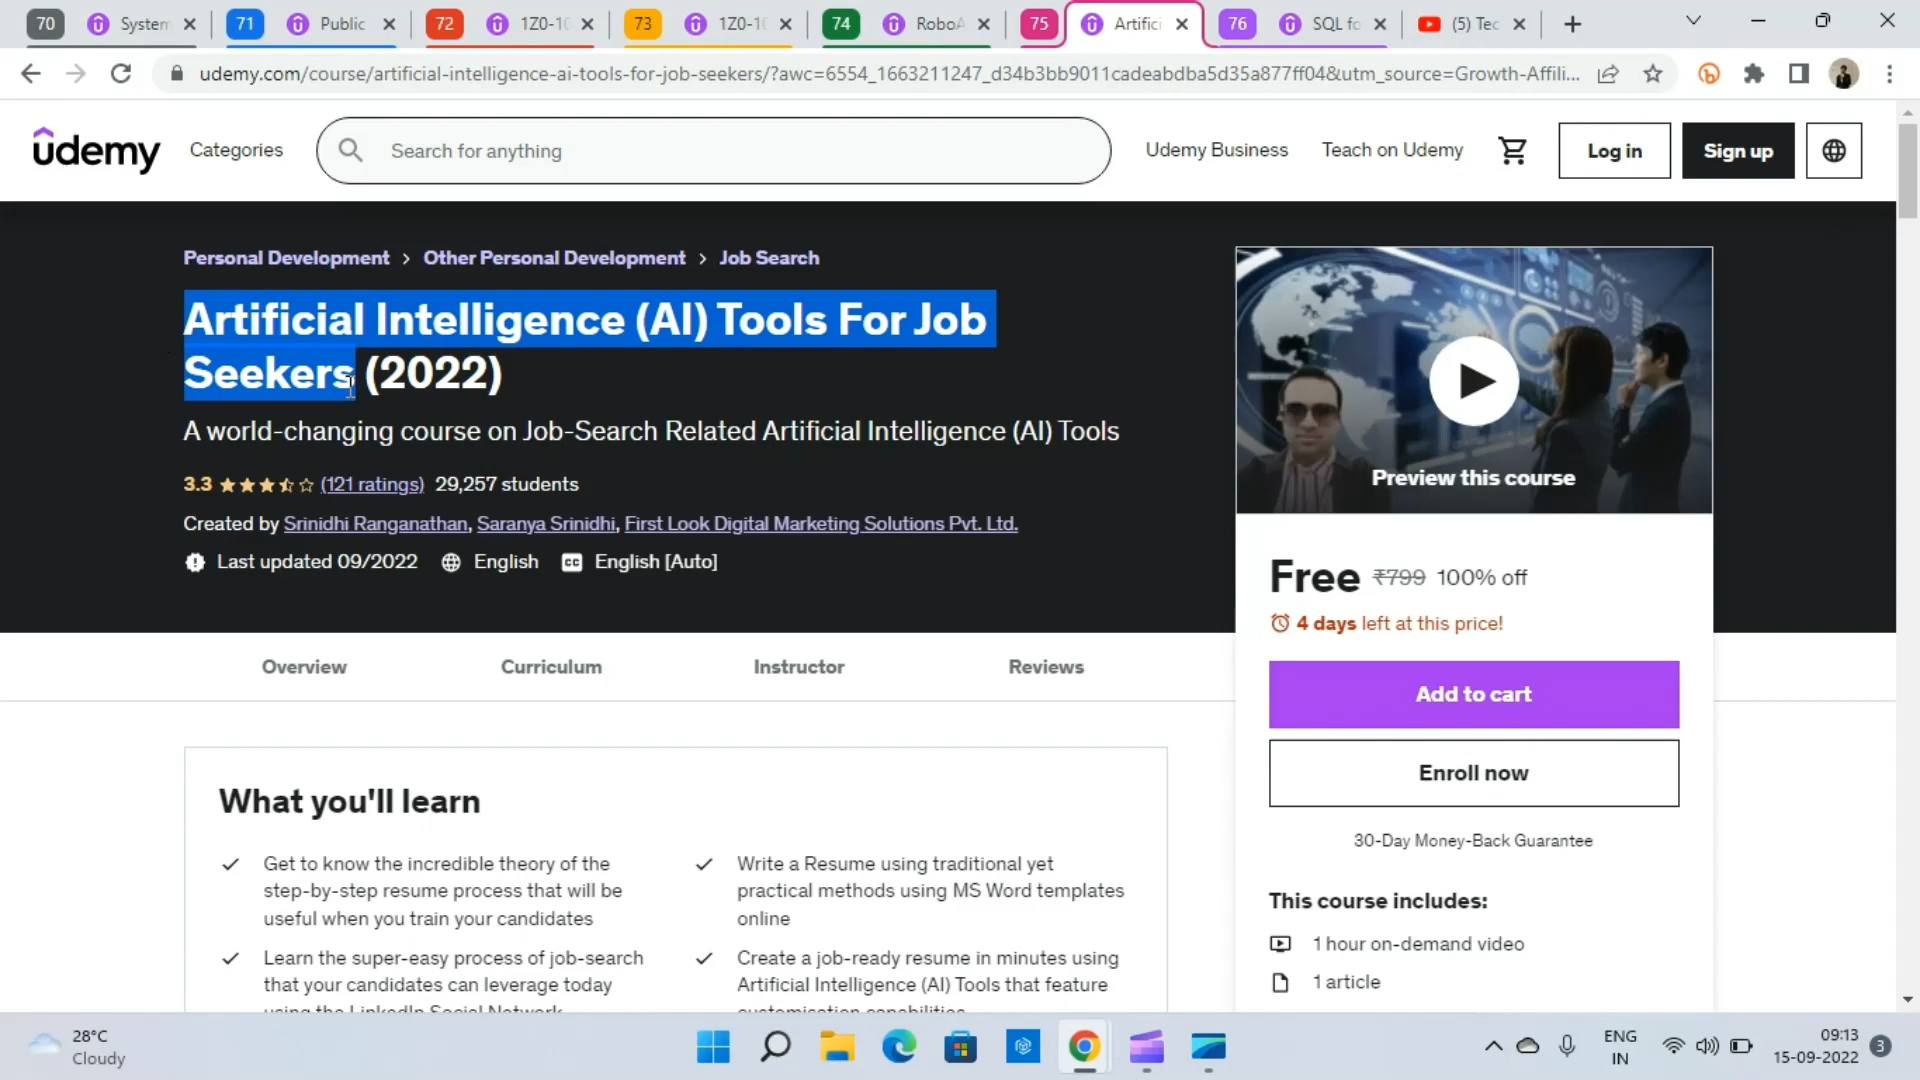 70 System 71 Public 72 1Z0-10 73 1Z0-10 74 RoboA 75 Artifici 76 SQL fo (5) Tec
udemy.com/course/artificial-intelligence-ai-tools-for-job-seekers/?awc=6554_1663211247_d34b3bb9011cadeabdba5d35a877ff04&utm_source=Growth-Affili...
ûdemy Categories Search for anything Udemy Business Teach on Udemy Log in Sign up
Personal Development > Other Personal Development > Job Search
Artificial Intelligence (AI) Tools For Job
Seekers (2022)
A world-changing course on Job-Search Related Artificial Intelligence (AI) Tools
3.3 (121 ratings) 29,257 students
Created by Srinidhi Ranganathan, Saranya Srinidhi, First Look Digital Marketing Solutions Pvt. Ltd.
Last updated 09/2022 English CC English [Auto]
Preview this course
Free ₹799 100% off
4 days left at this price!
Add to cart
Enroll now
30-Day Money-Back Guarantee
This course includes:
1 hour on-demand video
1 article
Overview Curriculum Instructor Reviews
What you'll learn
Get to know the incredible theory of the
step-by-step resume process that will be
useful when you train your candidates
Write a Resume using traditional yet
practical methods using MS Word templates
online
Learn the super-easy process of job-search
that your candidates can leverage today
using the LinkedIn Social Network
Create a job-ready resume in minutes using
Artificial Intelligence (AI) Tools that feature
customisation capabilities
28°C
Cloudy
ENG
IN
09:13
15-09-2022
3